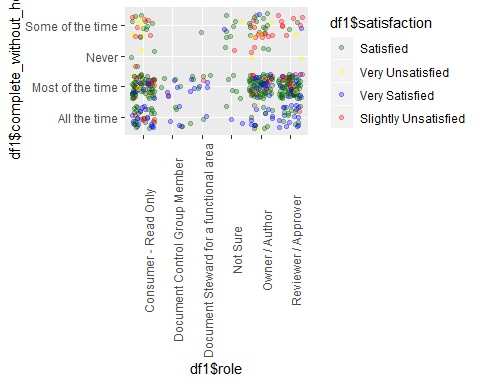 df1$complete_without_he
Some of the time
Never
Most of the time
All the time
Consumer - Read Only
Document Control Group Member
Document Steward for a functional area
Not Sure
Owner / Author
Reviewer / Approver
df1$role
df1$satisfaction
Satisfied
Very Unsatisfied
Very Satisfied
Slightly Unsatisfied